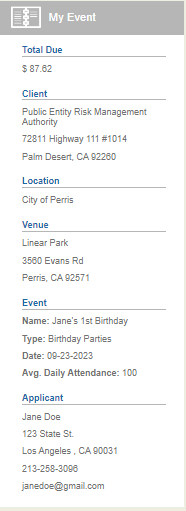 My Event
Total Due
$ 87.62
Client
Public Entity Risk Management
Authority
72811 Highway 111 #1014
Palm Desert, CA 92260
Location
City of Perris
Venue
Linear Park
3560 Evans Rd
Perris, CA 92571
Event
Name: Jane's 1st Birthday
Type: Birthday Parties
Date: 09-23-2023
Avg. Daily Attendance: 100
Applicant
Jane Doe
123 State St.
Los Angeles , CA 90031
213-258-3096
janedoe@gmail.com